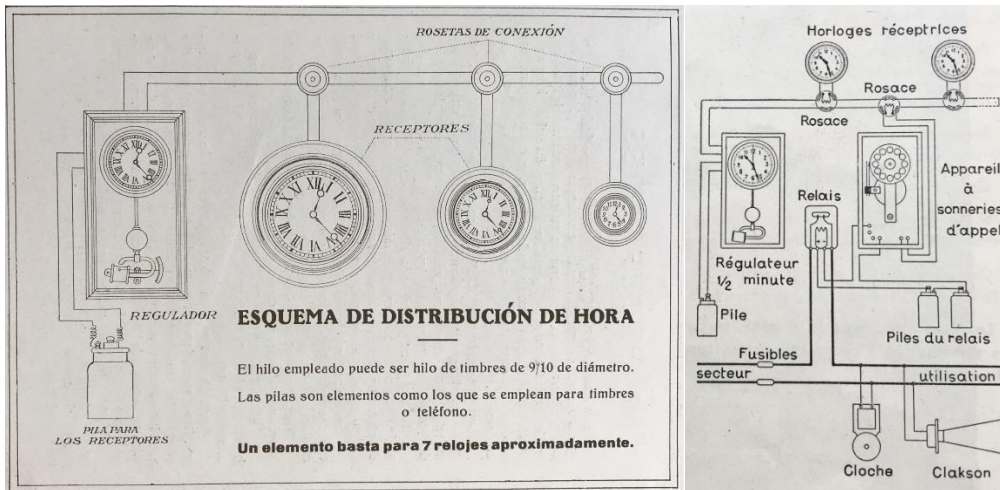 ROSETAS DE CONEXIÓN
RECEPTORES
REGULADOR
PILA PARA
LOS RECEPTORES
ESQUEMA DE DISTRIBUCIÓN DE HORA
El hilo empleado puede ser hilo de timbres de 9/10 de diámetro.
Las pilas son elementos como los que se emplean para timbres
o teléfono.
Un elemento basta para 7 relojes aproximadamente.
Horloges réceptrices
Rosace
Rosace
Relais
Appareil
à
sonneries
d'appel
Régulateur
1/2 minute
Pile
Piles du relais
Fusibles
secteur
utilisation
Cloche
Clakson